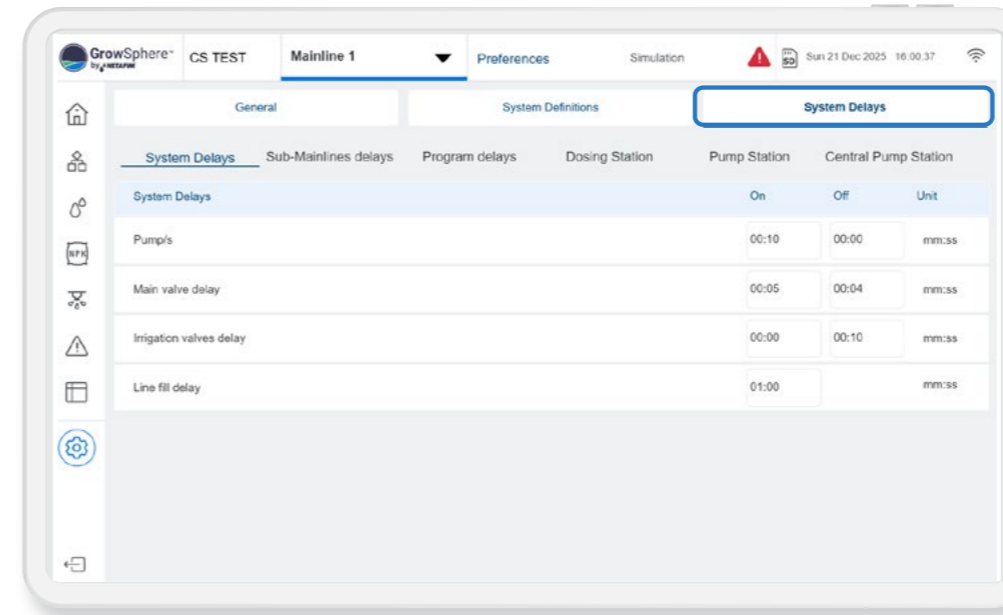 GrowSphere™
by NETAFIM
CS TEST
Mainline 1
Preferences
Simulation
SD
Sun 21 Dec 2025 16:00:37
General
System Definitions
System Delays
System Delays
Sub-Mainlines delays
Program delays
Dosing Station
Pump Station
Central Pump Station
System Delays On Off Unit
Pump/s 00:10 00:00 mm:ss
Main valve delay 00:05 00:04 mm:ss
Irrigation valves delay 00:00 00:10 mm:ss
Line fill delay 01:00 mm:ss
NPK